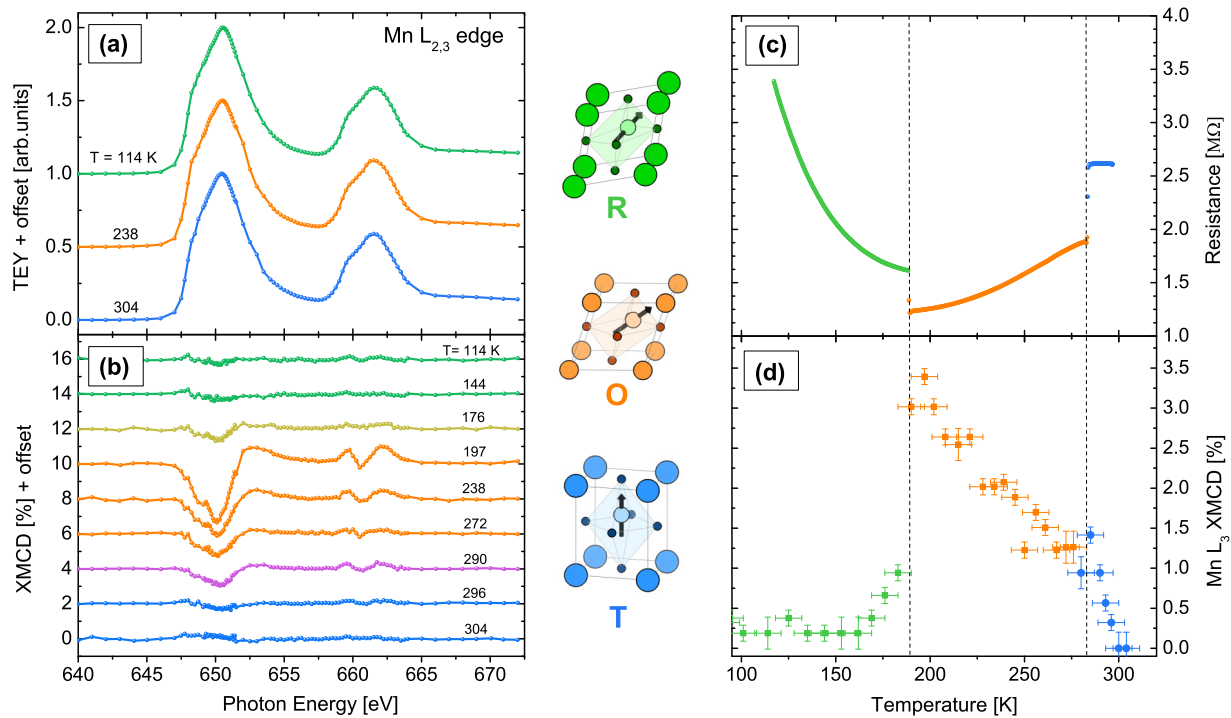 (a)
Mn L2,3 edge
TEY + offset [arb.units]
2.0
1.5
1.0
0.5
0.0
T = 114 K
238
304
(b)
XMCD [%] + offset
16
14
12
10
8
6
4
2
0
T= 114 K
144
176
197
238
272
290
296
304
640 645 650 655 660 665 670
Photon Energy [eV]
R
O
T
(c)
4.0
3.5
3.0
2.5
2.0
1.5
1.0
Resistance [MΩ]
(d)
3.5
3.0
2.5
2.0
1.5
1.0
0.5
0.0
Mn L3 XMCD [%]
100 150 200 250 300
Temperature [K]